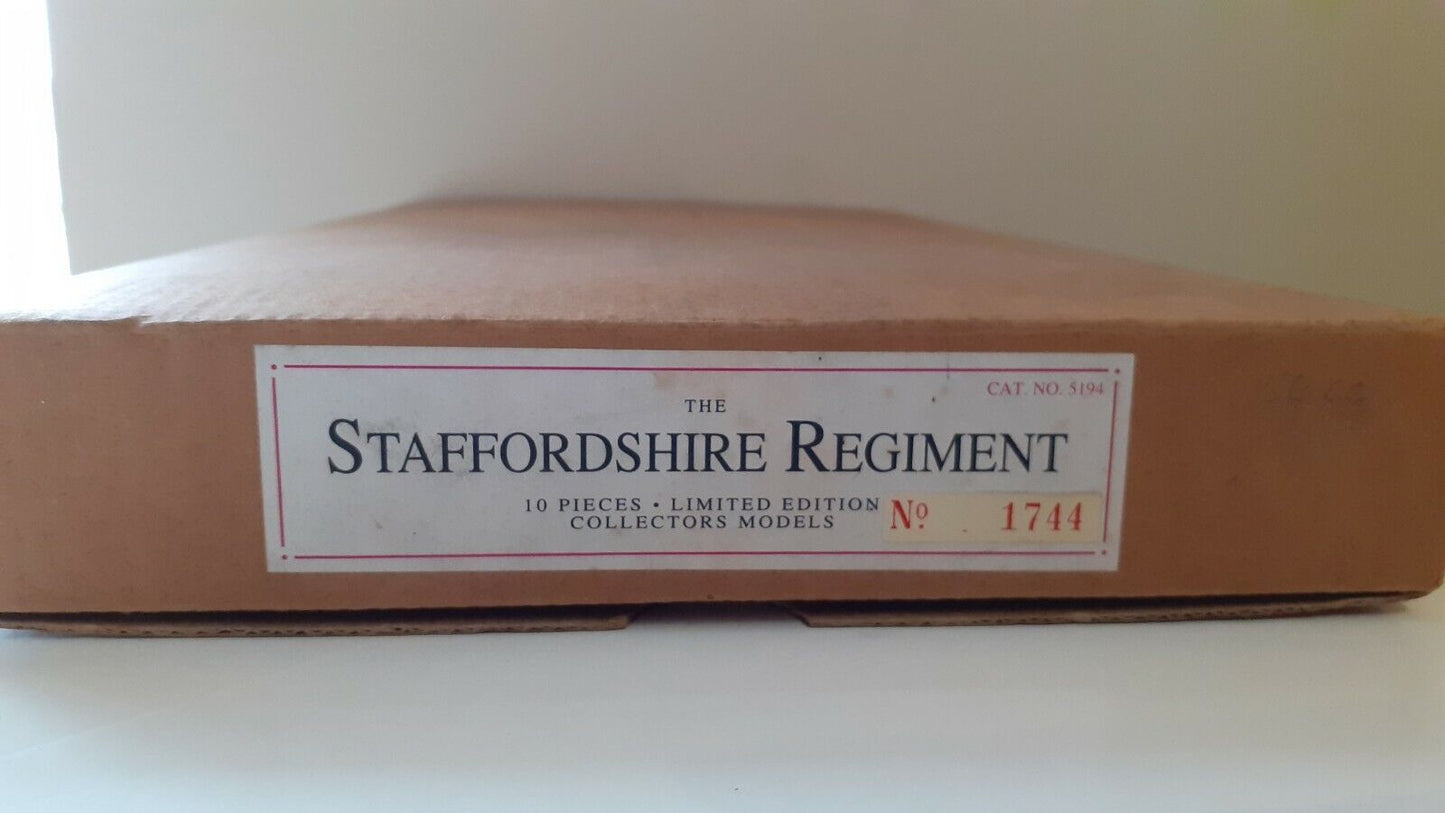 CAT. NO. 5194
THE
STAFFORDSHIRE REGIMENT
10 PIECES • LIMITED EDITION
COLLECTORS MODELS
Nº 1744